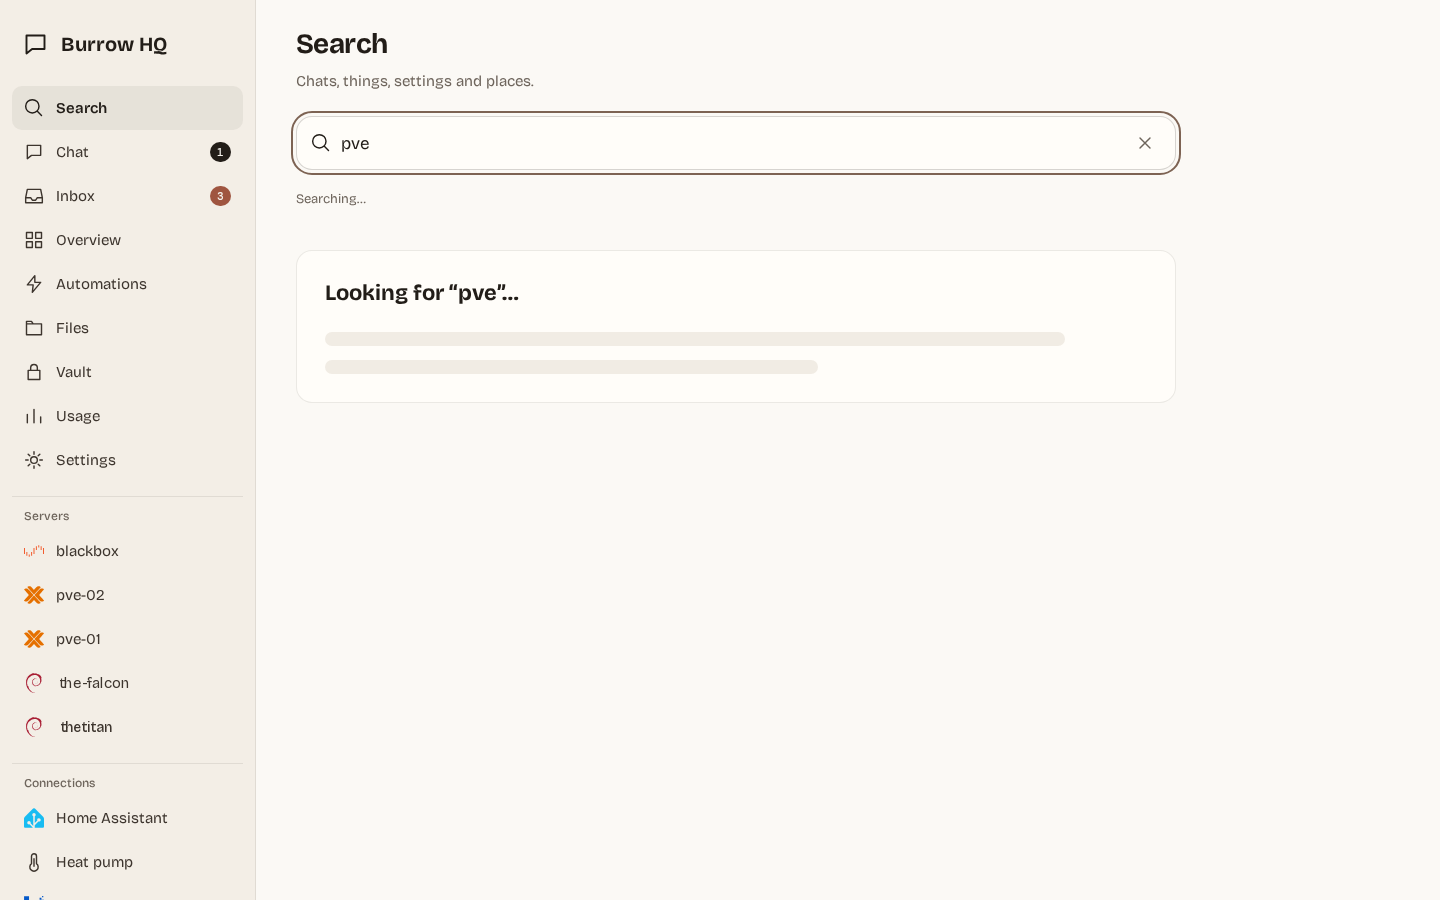 Burrow HQ
Search
Chat
1
Inbox
3
Overview
Automations
Files
Vault
Usage
Settings
Servers
blackbox
pve-02
pve-01
the-falcon
thetitan
Connections
Home Assistant
Heat pump
Search
Chats, things, settings and places.
pve
Searching...
Looking for “pve”...